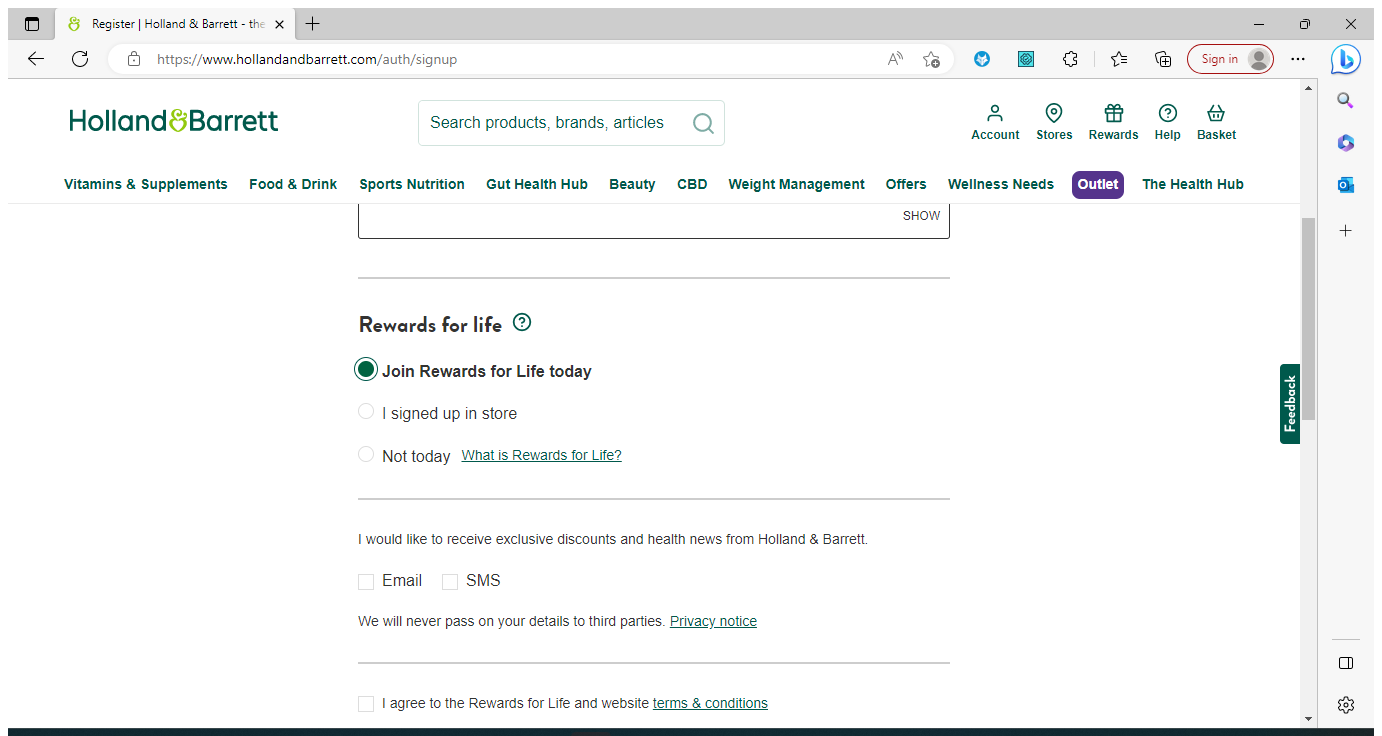 Register | Holland & Barrett - the
https://www.hollandandbarrett.com/auth/signup
Sign in
Holland&Barrett
Search products, brands, articles
Account Stores Rewards Help Basket
Vitamins & Supplements Food & Drink Sports Nutrition Gut Health Hub Beauty CBD Weight Management Offers Wellness Needs Outlet The Health Hub
SHOW
Rewards for life
Join Rewards for Life today
I signed up in store
Not today What is Rewards for Life?
I would like to receive exclusive discounts and health news from Holland & Barrett.
Email SMS
We will never pass on your details to third parties. Privacy notice
I agree to the Rewards for Life and website terms & conditions
Feedback